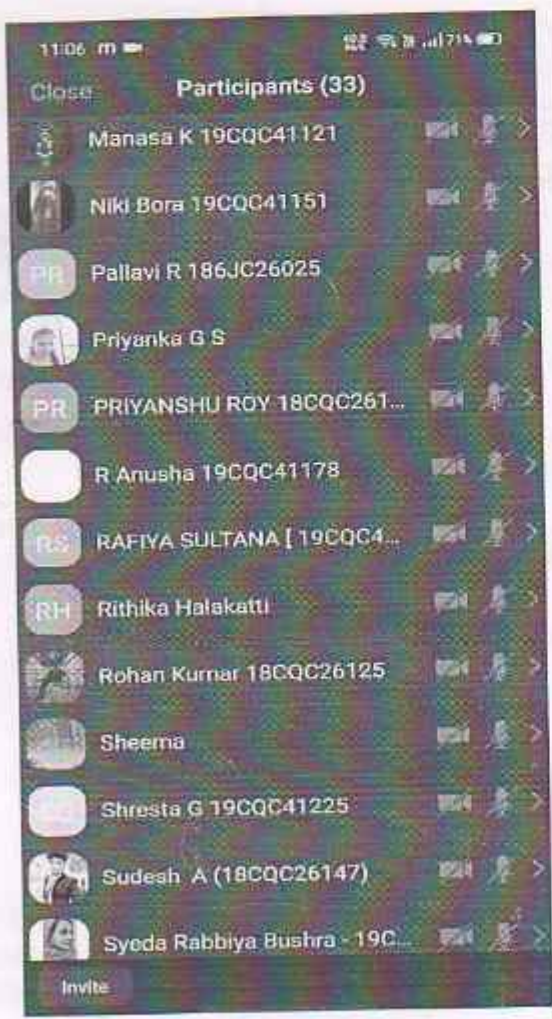 11:06 m 71%
Close Participants (33)
Manasa K 19CQC41121
Niki Bora 19CQC41151
PR Pallavi R 186JC26025
Priyanka G S
PR PRIYANSHU ROY 18CQC261...
R Anusha 19CQC41178
RS RAFIYA SULTANA [ 19CQC4...
RH Rithika Halakatti
Rohan Kumar 18CQC26125
Sheema
Shresta G 19CQC41225
Sudesh A (18CQC26147)
Syeda Rabbiya Bushra - 19C...
Invite